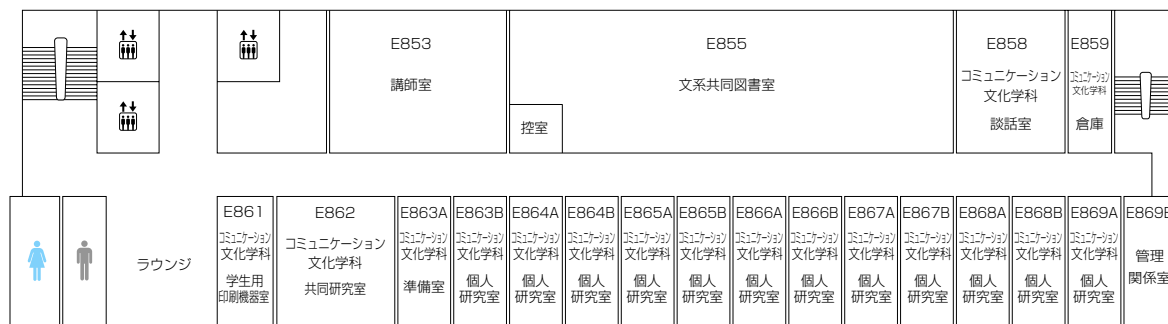 E853
講師室
E855
文系共同図書室
控室
E858
コミュニケーション
文化学科
談話室
E859
コミュニケーション
文化学科
倉庫
ラウンジ
E861
コミュニケーション
文化学科
学生用
印刷機器室
E862
コミュニケーション
文化学科
共同研究室
E863A
コミュニケーション
文化学科
準備室
E863B
コミュニケーション
文化学科
個人
研究室
E864A
コミュニケーション
文化学科
個人
研究室
E864B
コミュニケーション
文化学科
個人
研究室
E865A
コミュニケーション
文化学科
個人
研究室
E865B
コミュニケーション
文化学科
個人
研究室
E866A
コミュニケーション
文化学科
個人
研究室
E866B
コミュニケーション
文化学科
個人
研究室
E867A
コミュニケーション
文化学科
個人
研究室
E867B
コミュニケーション
文化学科
個人
研究室
E868A
コミュニケーション
文化学科
個人
研究室
E868B
コミュニケーション
文化学科
個人
研究室
E869A
コミュニケーション
文化学科
個人
研究室
E869B
管理
関係室